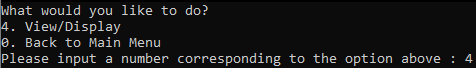 What would you like to do?
4. View/Display
0. Back to Main Menu
Please input a number corresponding to the option above : 4